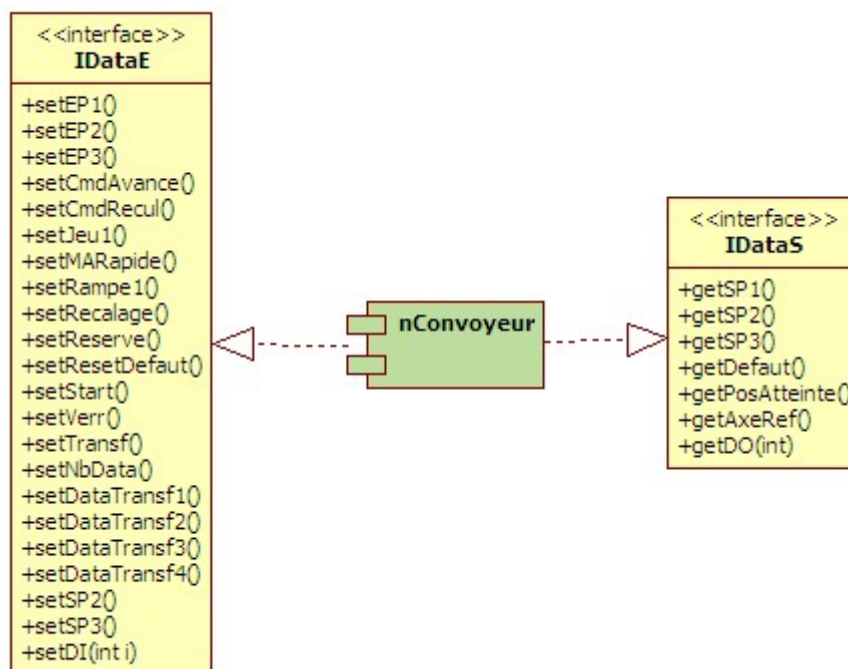 <<interface>>
IDataE
+setEP1()
+setEP2()
+setEP3()
+setCmdAvance()
+setCmdRecul()
+setJeu1()
+setMARapide()
+setRampe1()
+setRecalage()
+setReserve()
+setResetDefaut()
+setStart()
+setVerr()
+setTransf()
+setNbData()
+setDataTransf1()
+setDataTransf2()
+setDataTransf3()
+setDataTransf4()
+setSP2()
+setSP3()
+setDI(int i)
nConvoyeur
<<interface>>
IDataS
+getSP1()
+getSP2()
+getSP3()
+getDefaut()
+getPosAtteinte()
+getAxeRef()
+getDO(int)